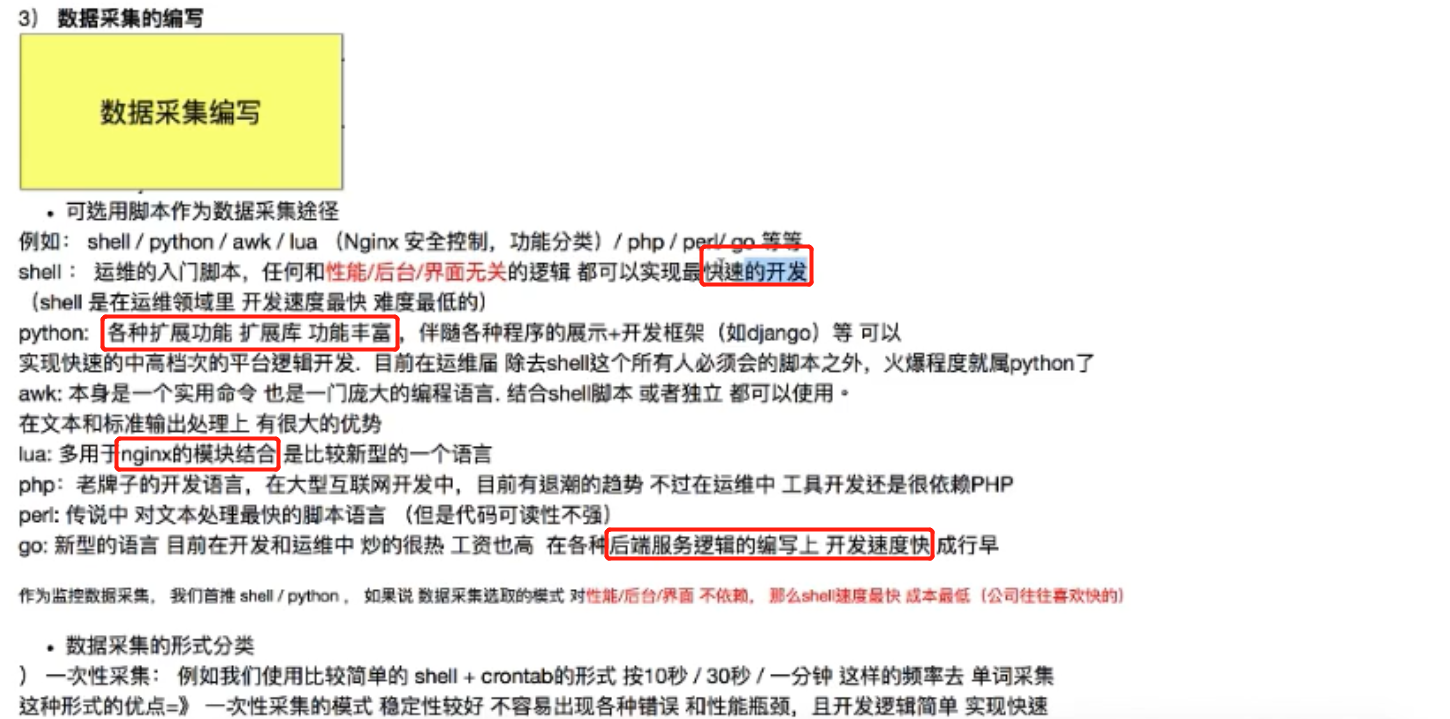 3） 数据采集的编写
数据采集编写
• 可选用脚本作为数据采集途径
例如： shell / python / awk / lua （Nginx 安全控制，功能分类）/ php / perl/ go 等等
shell： 运维的入门脚本，任何和性能/后台/界面无关的逻辑 都可以实现最快速的开发
（shell 是在运维领域里 开发速度最快 难度最低的）
python: 各种扩展功能 扩展库 功能丰富，伴随各种程序的展示+开发框架（如django）等 可以
实现快速的中高档次的平台逻辑开发. 目前在运维届 除去shell这个所有人必须会的脚本之外，火爆程度就属python了
awk: 本身是一个实用命令 也是一门庞大的编程语言. 结合shell脚本 或者独立 都可以使用。
在文本和标准输出处理上 有很大的优势
lua: 多用于nginx的模块结合 是比较新型的一个语言
php：老牌子的开发语言，在大型互联网开发中，目前有退潮的趋势 不过在运维中 工具开发还是很依赖PHP
perl: 传说中 对文本处理最快的脚本语言 （但是代码可读性不强）
go: 新型的语言 目前在开发和运维中 炒的很热 工资也高 在各种后端服务逻辑的编写上 开发速度快 成行早
作为监控数据采集， 我们首推 shell / python ， 如果说 数据采集选取的模式 对性能/后台/界面 不依赖， 那么shell速度最快 成本最低（公司往往喜欢快的）
• 数据采集的形式分类
） 一次性采集： 例如我们使用比较简单的 shell + crontab的形式 按10秒 / 30秒 / 一分钟 这样的频率去 单词采集
这种形式的优点=》 一次性采集的模式 稳定性较好 不容易出现各种错误 和性能瓶颈，且开发逻辑简单 实现快速